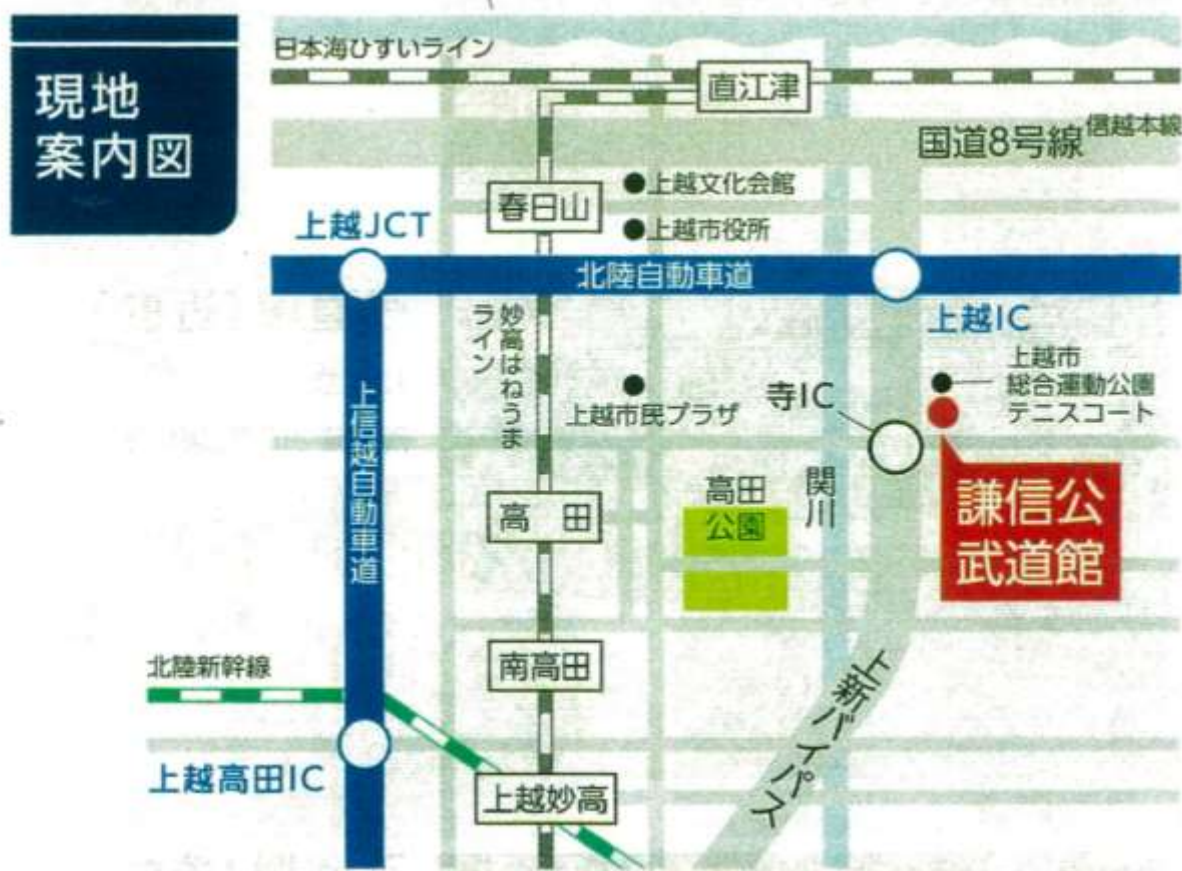 現地
案内図
日本海ひすいライン
直江津
信越本線
国道8号線
春日山
●上越文化会館
●上越市役所
上越JCT
北陸自動車道
上越IC
妙高はねうま
ライン
上信越自動車道
上越市民プラザ
寺IC
上越市
総合運動公園
テニスコート
謙信公
武道館
高田
公園
関川
高田
南高田
北陸新幹線
上新バイパス
上越高田IC
上越妙高